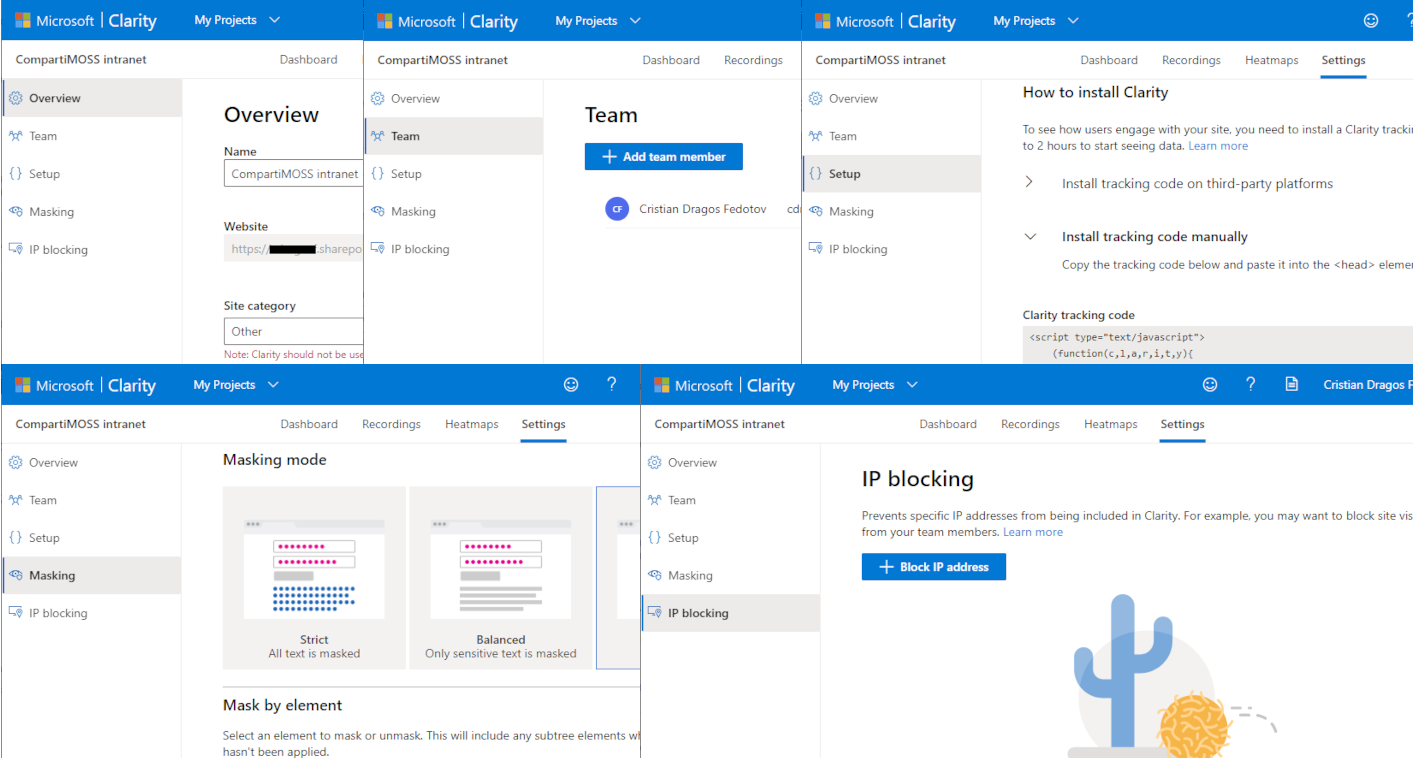 Microsoft | Clarity My Projects
CompartiMOSS intranet Dashboard
Overview
Team
Setup
Masking
IP blocking
Overview
Name
CompartiMOSS intranet
Website
https:// .sharepo
Site category
Other
Note: Clarity should not be use
Microsoft | Clarity My Projects
CompartiMOSS intranet Dashboard Recordings
Overview
Team
Setup
Masking
IP blocking
Team
+ Add team member
CF Cristian Dragos Fedotov cdr
Microsoft | Clarity My Projects ?
CompartiMOSS intranet Dashboard Recordings Heatmaps Settings
Overview
Team
{} Setup
Masking
IP blocking
How to install Clarity
To see how users engage with your site, you need to install a Clarity trackin
to 2 hours to start seeing data. Learn more
Install tracking code on third-party platforms
Install tracking code manually
Copy the tracking code below and paste it into the <head> elemen
Clarity tracking code
<script type="text/javascript">
(function(c,l,a,r,i,t,y){
Microsoft | Clarity My Projects ?
CompartiMOSS intranet Dashboard Recordings Heatmaps Settings
Overview
Team
{} Setup
Masking
IP blocking
Masking mode
Strict
All text is masked
Balanced
Only sensitive text is masked
Mask by element
Select an element to mask or unmask. This will include any subtree elements wh
hasn't been applied.
Microsoft | Clarity My Projects ? Cristian Dragos F
CompartiMOSS intranet Dashboard Recordings Heatmaps Settings
Overview
Team
{} Setup
Masking
IP blocking
IP blocking
Prevents specific IP addresses from being included in Clarity. For example, you may want to block site vis
from your team members. Learn more
+ Block IP address